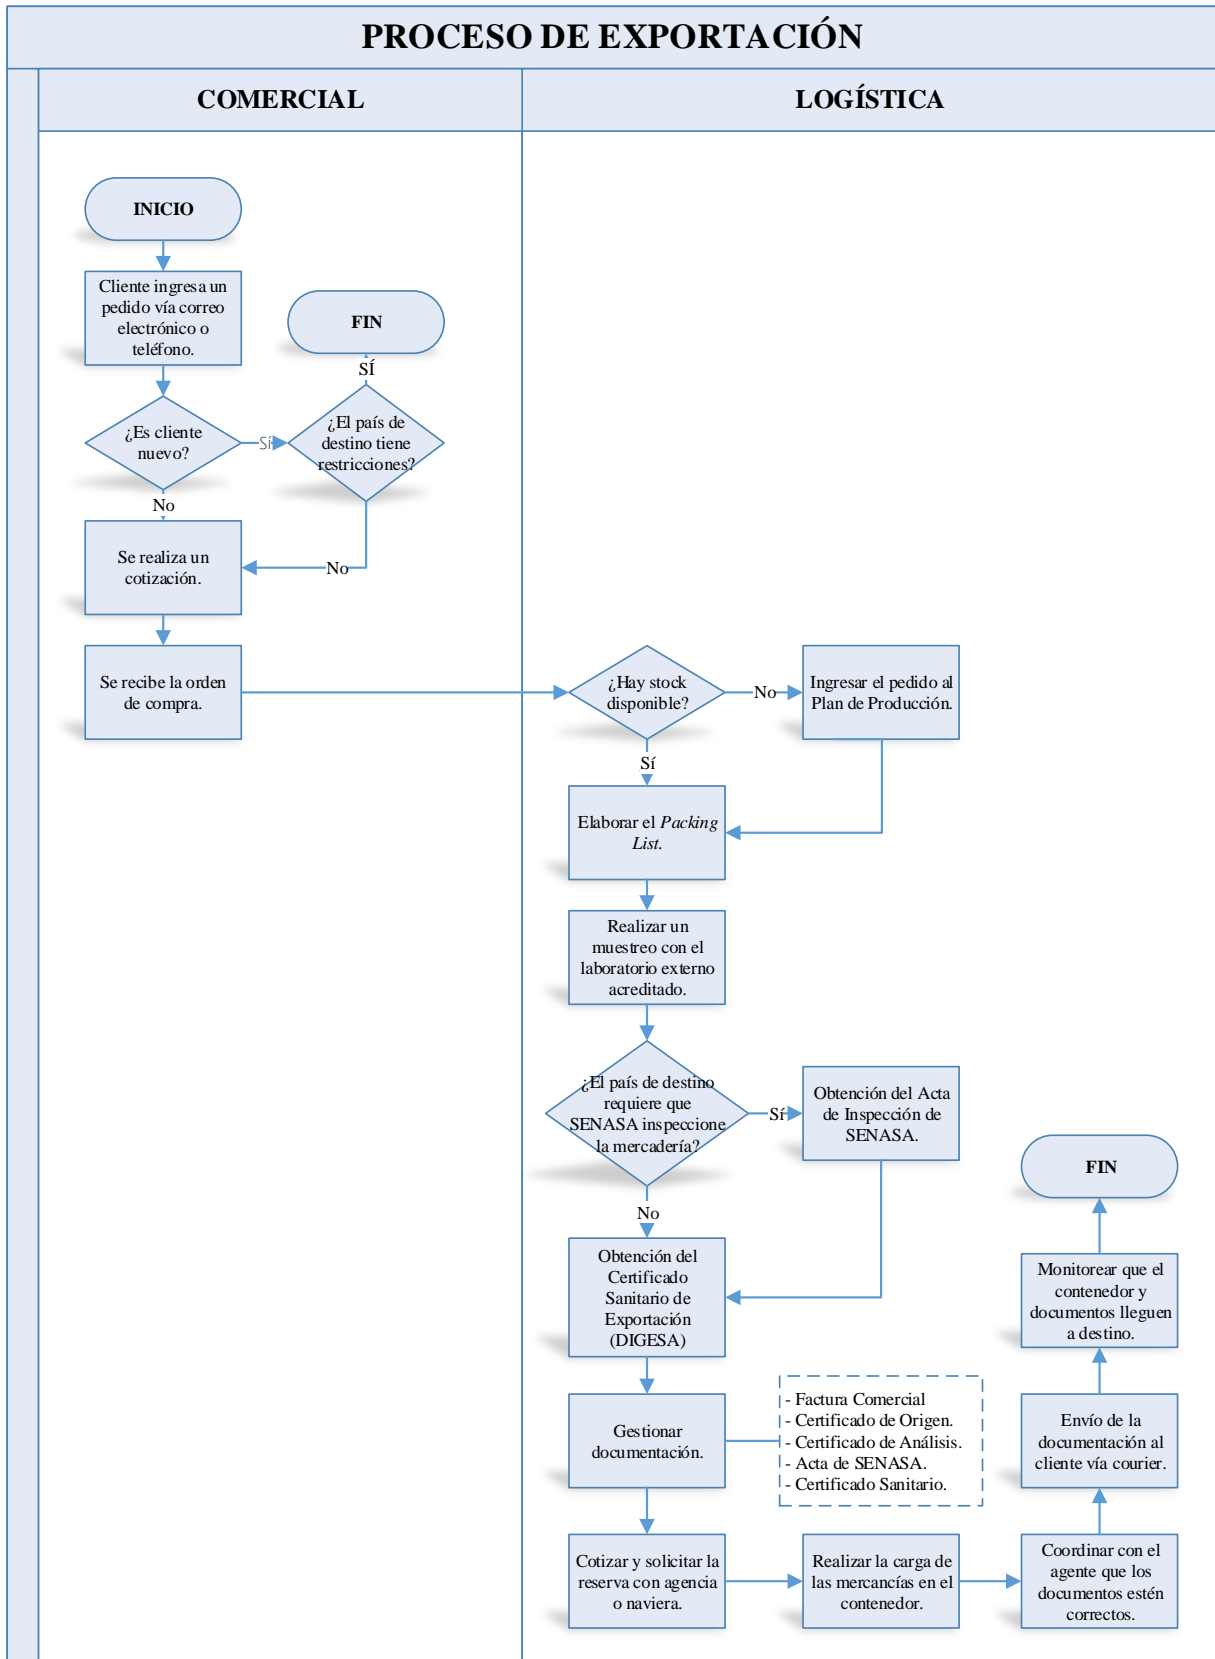 PROCESO DE EXPORTACIÓN
COMERCIAL
LOGÍSTICA
INICIO
Cliente ingresa un
pedido vía correo
electrónico o
teléfono.
FIN
SÍ
¿Es cliente
nuevo?
Sí
¿El país de
destino tiene
restricciones?
No
Se realiza un
cotización.
No
Se recibe la orden
de compra.
¿Hay stock
disponible?
No
Ingresar el pedido al
Plan de Producción.
Sí
Elaborar el Packing
List.
Realizar un
muestreo con el
laboratorio externo
acreditado.
¿El país de destino
requiere que
SENASA inspeccione
la mercadería?
Sí
Obtención del Acta
de Inspección de
SENASA.
No
Obtención del
Certificado
Sanitario de
Exportación
(DIGESA)
Gestionar
documentación.
- Factura Comercial
- Certificado de Origen.
- Certificado de Análisis.
- Acta de SENASA.
- Certificado Sanitario.
Cotizar y solicitar la
reserva con agencia
o naviera.
Realizar la carga de
las mercancías en el
contenedor.
Coordinar con el
agente que los
documentos estén
correctos.
Envío de la
documentación al
cliente vía courier.
Monitorear que el
contenedor y
documentos lleguen
a destino.
FIN